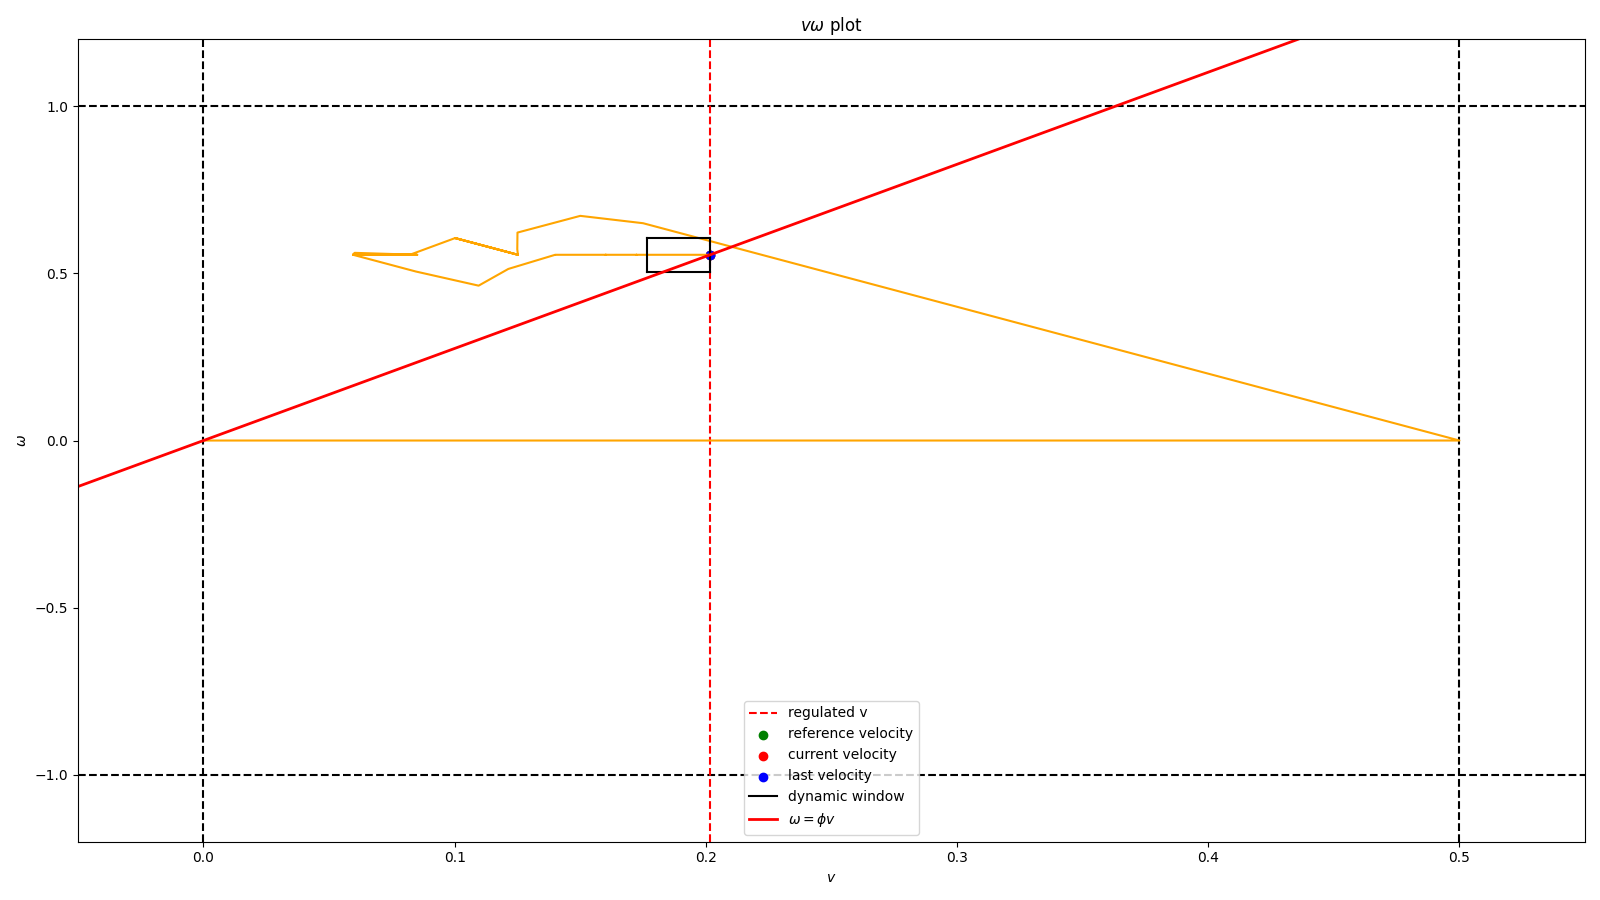 vω plot
1.0
0.5
0.0
−0.5
−1.0
ω
regulated v
reference velocity
current velocity
last velocity
dynamic window
ω = ϕv
0.0 0.1 0.2 0.3 0.4 0.5
v